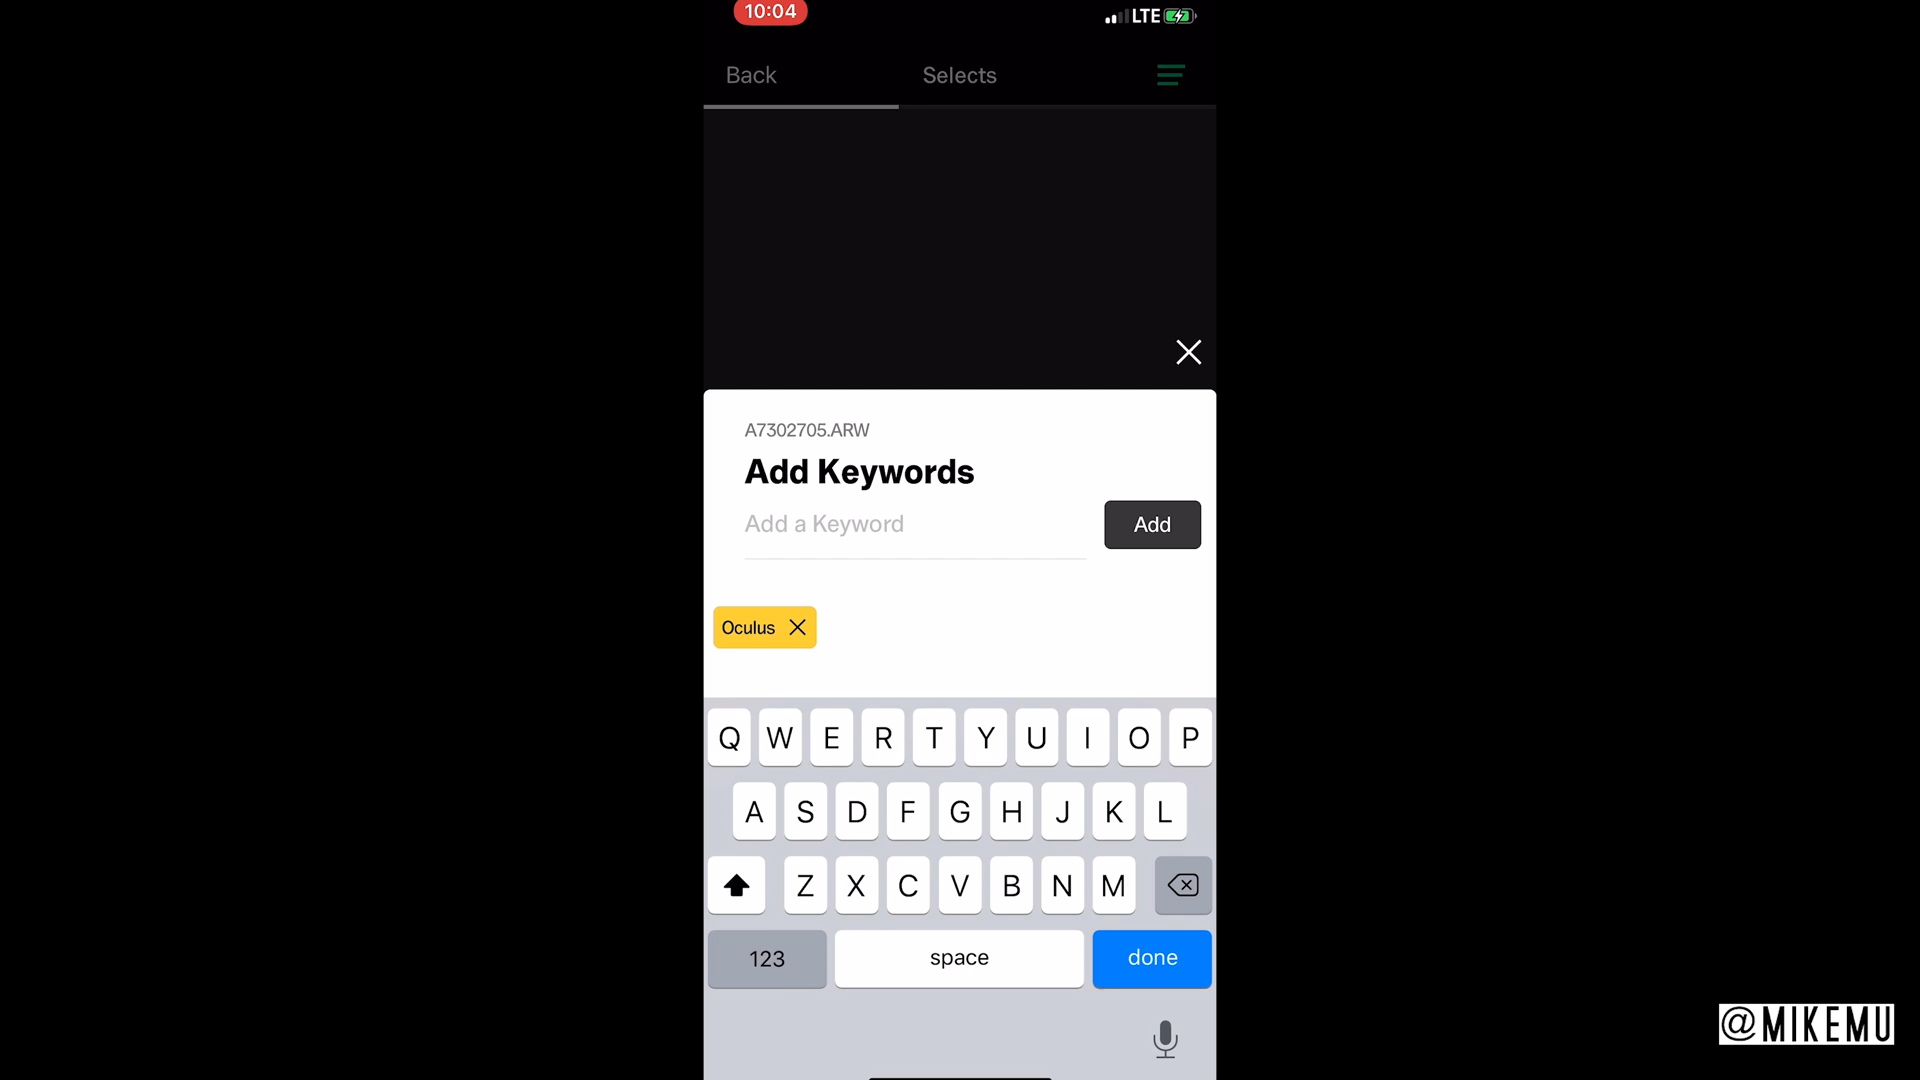 10:04
LTE
Back
Selects
A7302705.ARW
Add Keywords
Add a Keyword
Add
Oculus
Q W E R T Y U I O P
A S D F G H J K L
Z X C V B N M
123
space
done
@MIKEMU